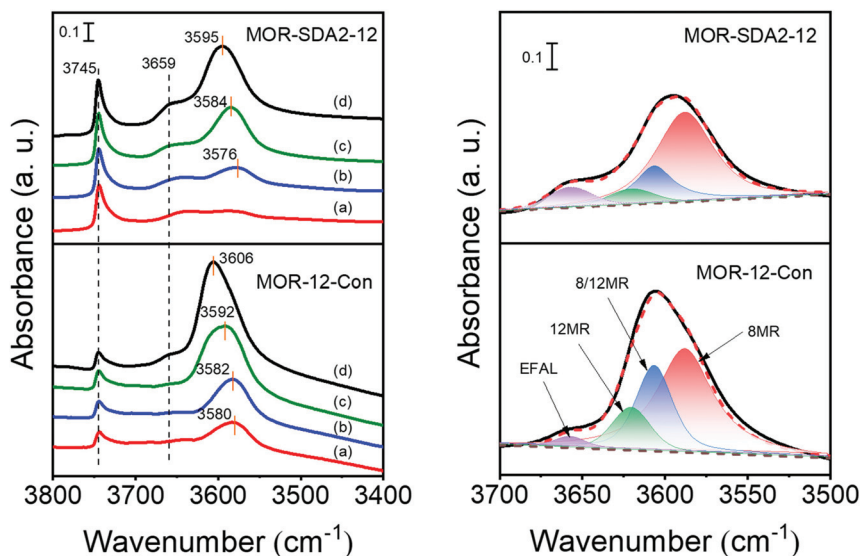 0.1
MOR-SDA2-12
3595
3745
3659
3584
(d)
(c)
3576
(b)
(a)
3606
MOR-12-Con
3592
3582
(d)
3580
(c)
(b)
(a)
3800 3700 3600 3500 3400
Wavenumber (cm⁻¹)
Absorbance (a. u.)
MOR-SDA2-12
0.1
MOR-12-Con
8/12MR
12MR
8MR
EFAL
3700 3650 3600 3550 3500
Wavenumber (cm⁻¹)
Absorbance (a. u.)